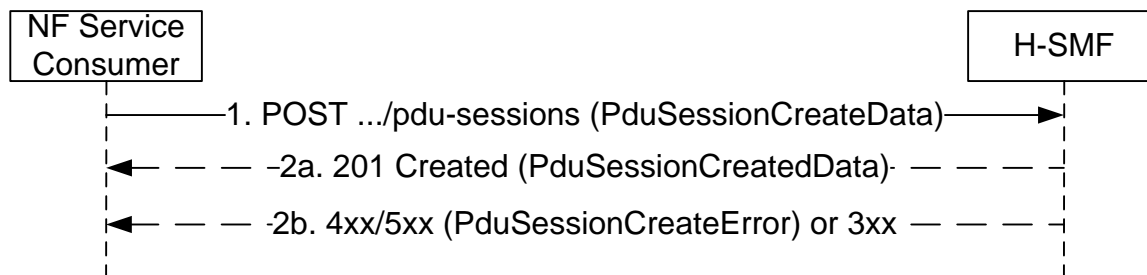 NF Service
Consumer
H-SMF
1. POST .../pdu-sessions (PduSessionCreateData)
2a. 201 Created (PduSessionCreatedData)
2b. 4xx/5xx (PduSessionCreateError) or 3xx